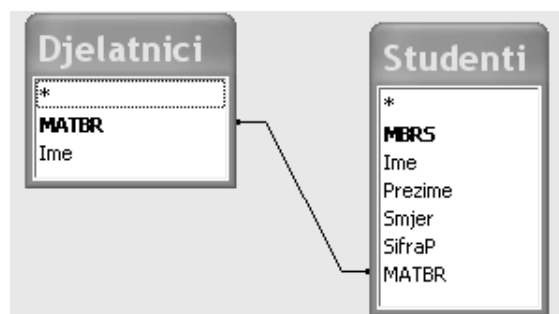 Djelatnici
*
MATBR
Ime
Studenti
*
MBRS
Ime
Prezime
Smjer
SifraP
MATBR